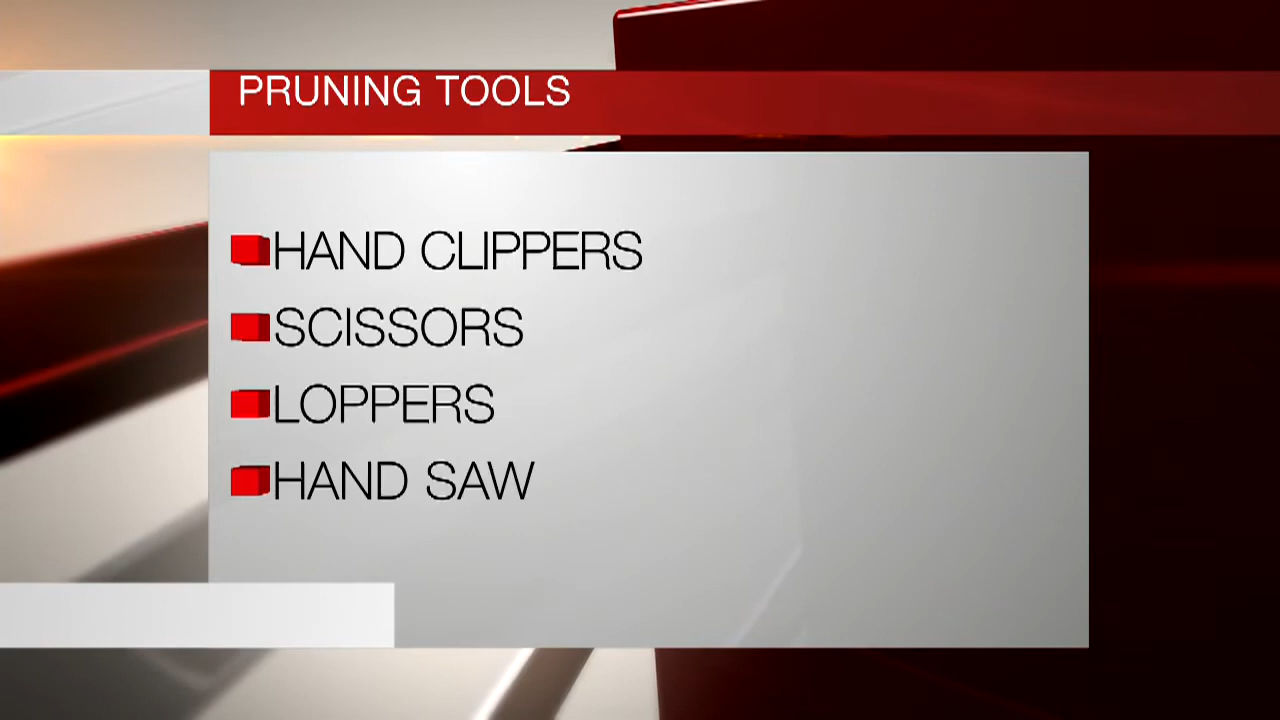 PRUNING TOOLS
HAND CLIPPERS
SCISSORS
LOPPERS
HAND SAW